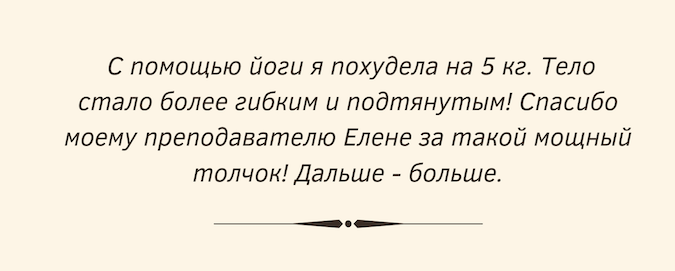 С помощью йоги я похудела на 5 кг. Тело
стало более гибким и подтянутым! Спасибо
моему преподавателю Елене за такой мощный
толчок! Дальше - больше.